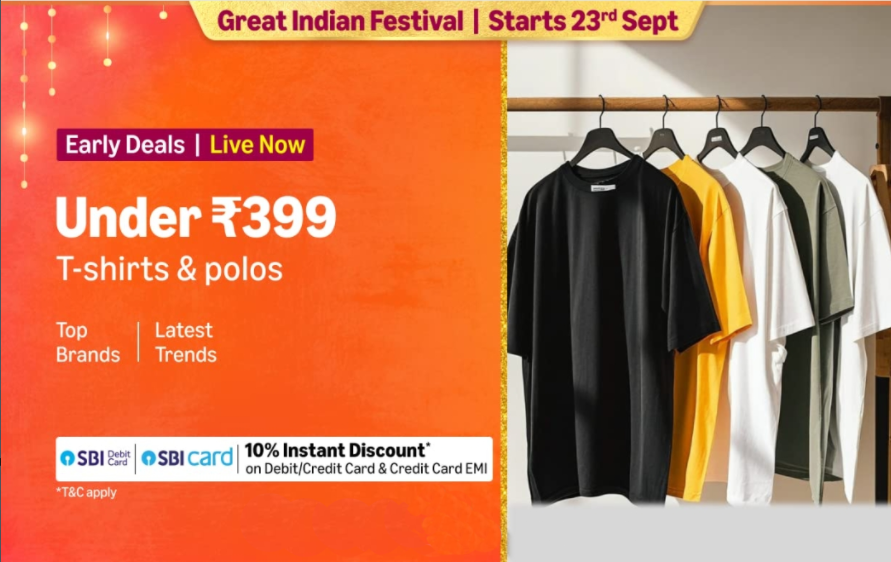 Great Indian Festival | Starts 23rd Sept
Early Deals | Live Now
Under ₹399
T-shirts & polos
Top Brands | Latest Trends
SBI Debit Card | SBI card | 10% Instant Discount*
on Debit/Credit Card & Credit Card EMI
*T&C apply